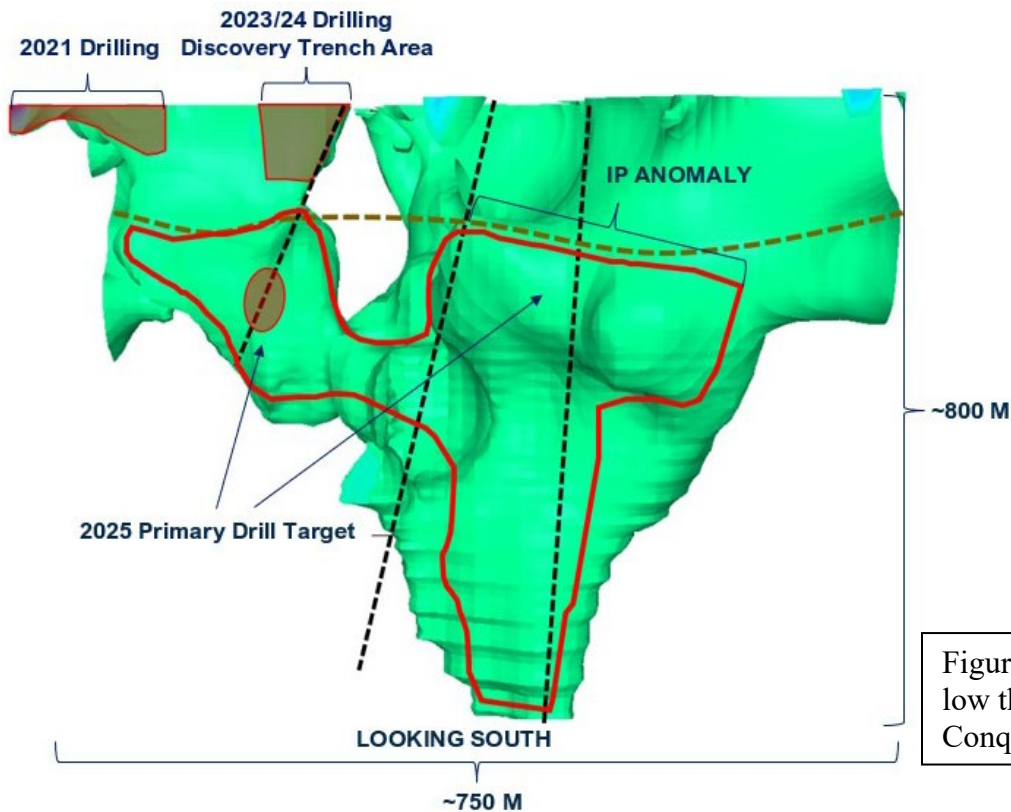 2023/24 Drilling
Discovery Trench Area
2021 Drilling
IP ANOMALY
~800 M
2025 Primary Drill Target
LOOKING SOUTH
~750 M
Figur
low th
Conq